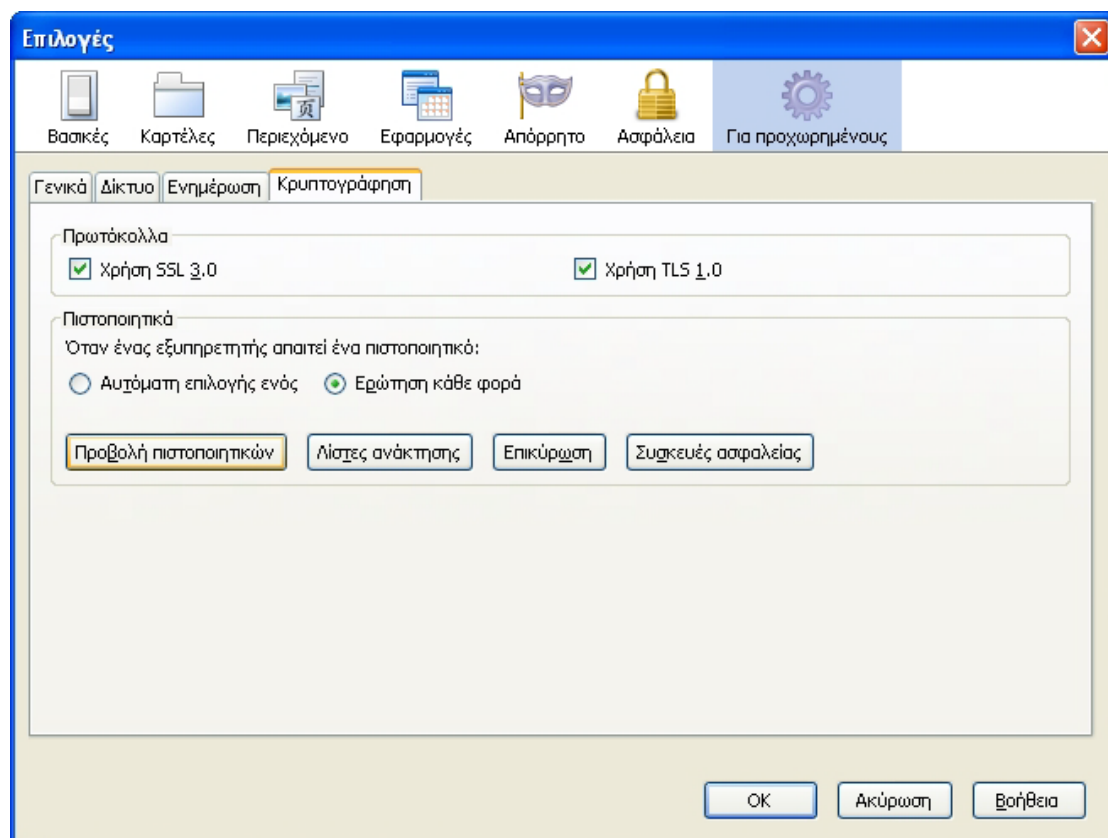 Επιλογές
Βασικές Καρτέλες Περιεχόμενο Εφαρμογές Απόρρητο Ασφάλεια Για προχωρημένους
Γενικά Δίκτυο Ενημέρωση Κρυπτογράφηση
Πρωτόκολλα
Χρήση SSL 3.0 Χρήση TLS 1.0
Πιστοποιητικά
Όταν ένας εξυπηρετητής απαιτεί ένα πιστοποιητικό:
Αυτόματη επιλογής ενός Ερώτηση κάθε φορά
Προβολή πιστοποιητικών Λίστες ανάκτησης Επικύρωση Συσκευές ασφαλείας
OK Ακύρωση Βοήθεια